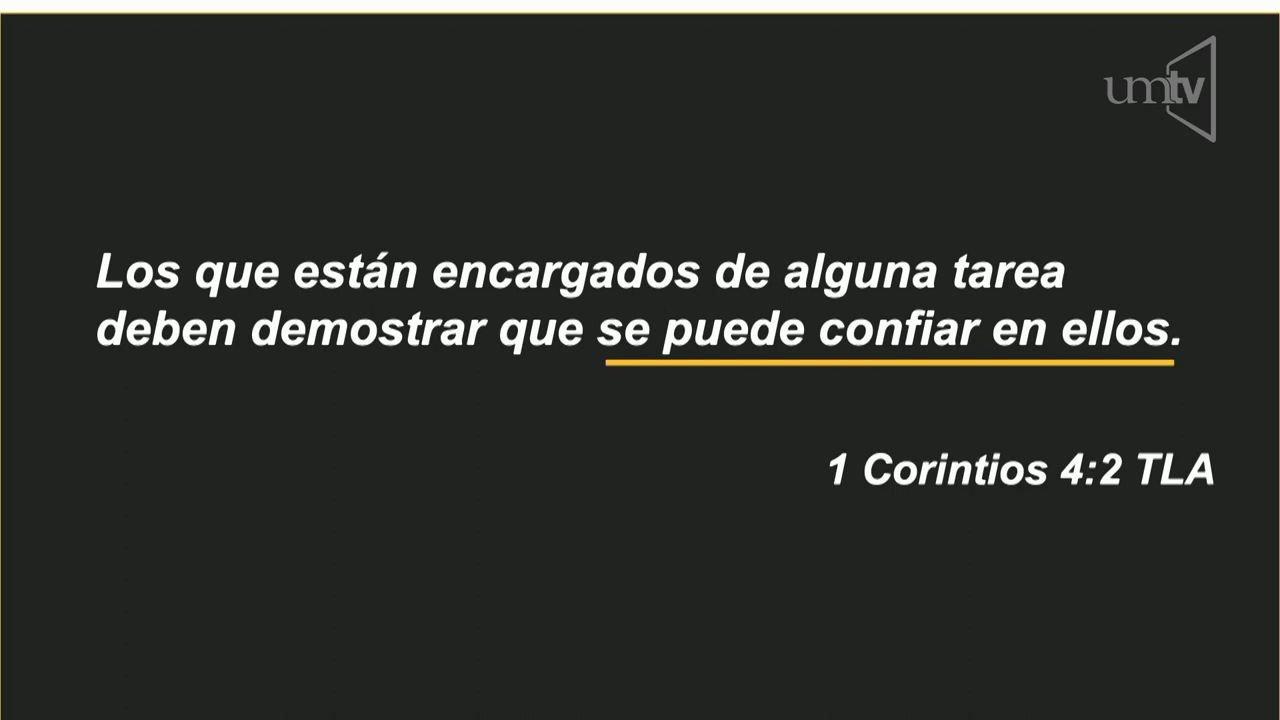 umtv
Los que están encargados de alguna tarea
deben demostrar que se puede confiar en ellos.
1 Corintios 4:2 TLA